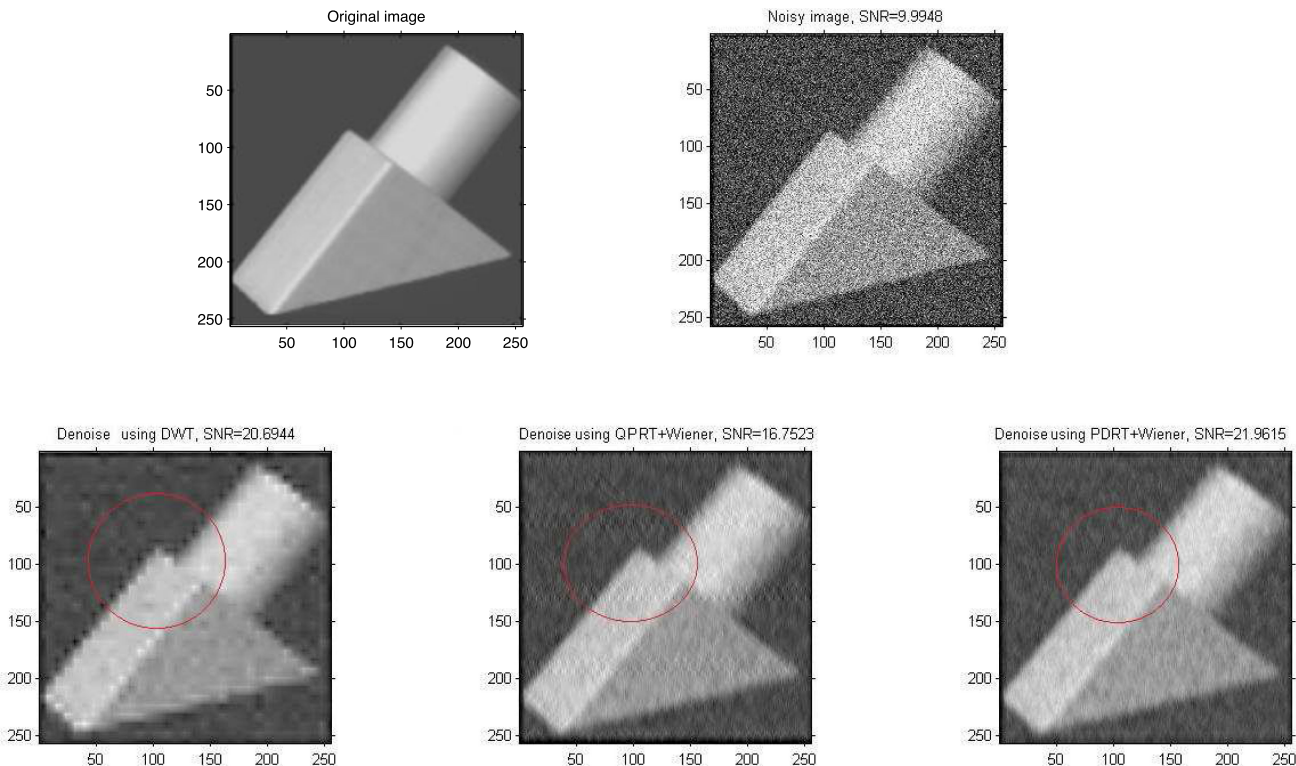 Original image
50
100
150
200
250
50 100 150 200 250
Noisy image, SNR=9.9948
50
100
150
200
250
50 100 150 200 250
Denoise using DWT, SNR=20.6944
50
100
150
200
250
50 100 150 200 250
Denoise using QPRT+Wiener, SNR=16.7523
50
100
150
200
250
50 100 150 200 250
Denoise using PDRT+Wiener, SNR=21.9615
50
100
150
200
250
50 100 150 200 250